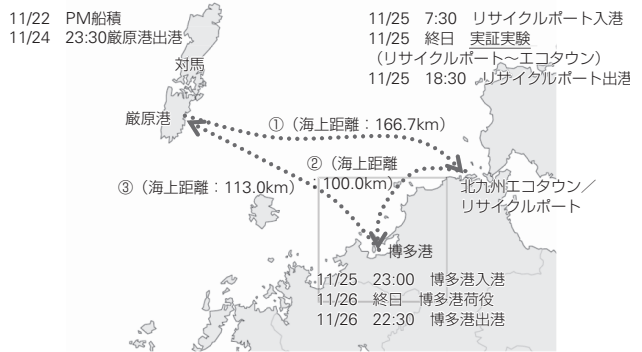 11/22　PM船積
11/24　23:30厳原港出港
11/25　7:30　リサイクルポート入港
11/25　終日　実証実験
（リサイクルポート～エコタウン）
11/25　18:30　リサイクルポート出港
対馬
厳原港
①（海上距離：166.7km）
②（海上距離
100.0km）
③（海上距離：113.0km）
北九州エコタウン／
リサイクルポート
博多港
11/25　23:00　博多港入港
11/26　終日　博多港荷役
11/26　22:30　博多港出港